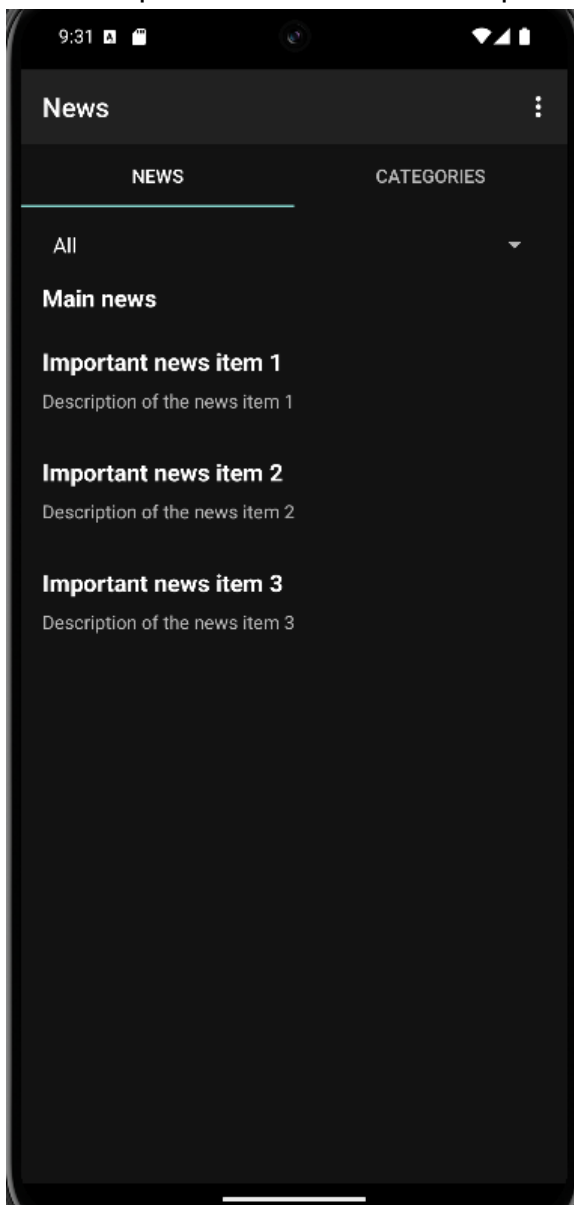 9:31
News
NEWS CATEGORIES
All
Main news
Important news item 1
Description of the news item 1
Important news item 2
Description of the news item 2
Important news item 3
Description of the news item 3